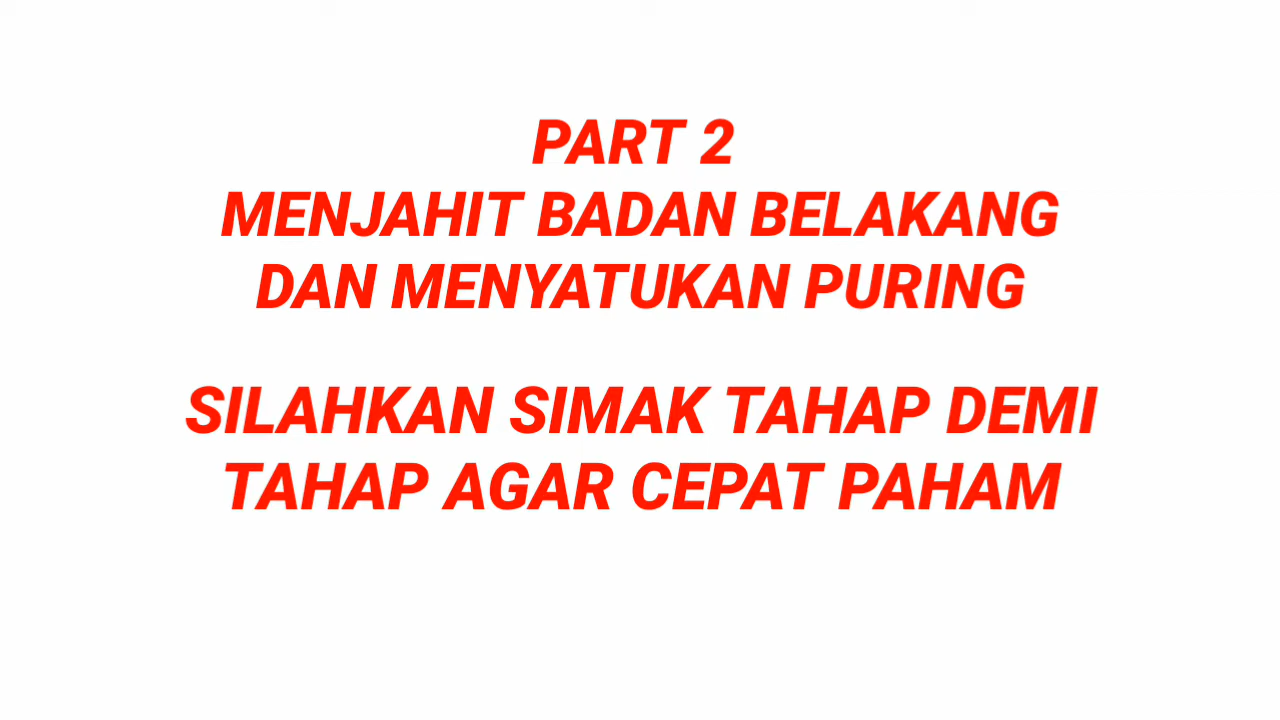 PART 2
MENJAHIT BADAN BELAKANG
DAN MENYATUKAN PURING
SILAHKAN SIMAK TAHAP DEMI
TAHAP AGAR CEPAT PAHAM